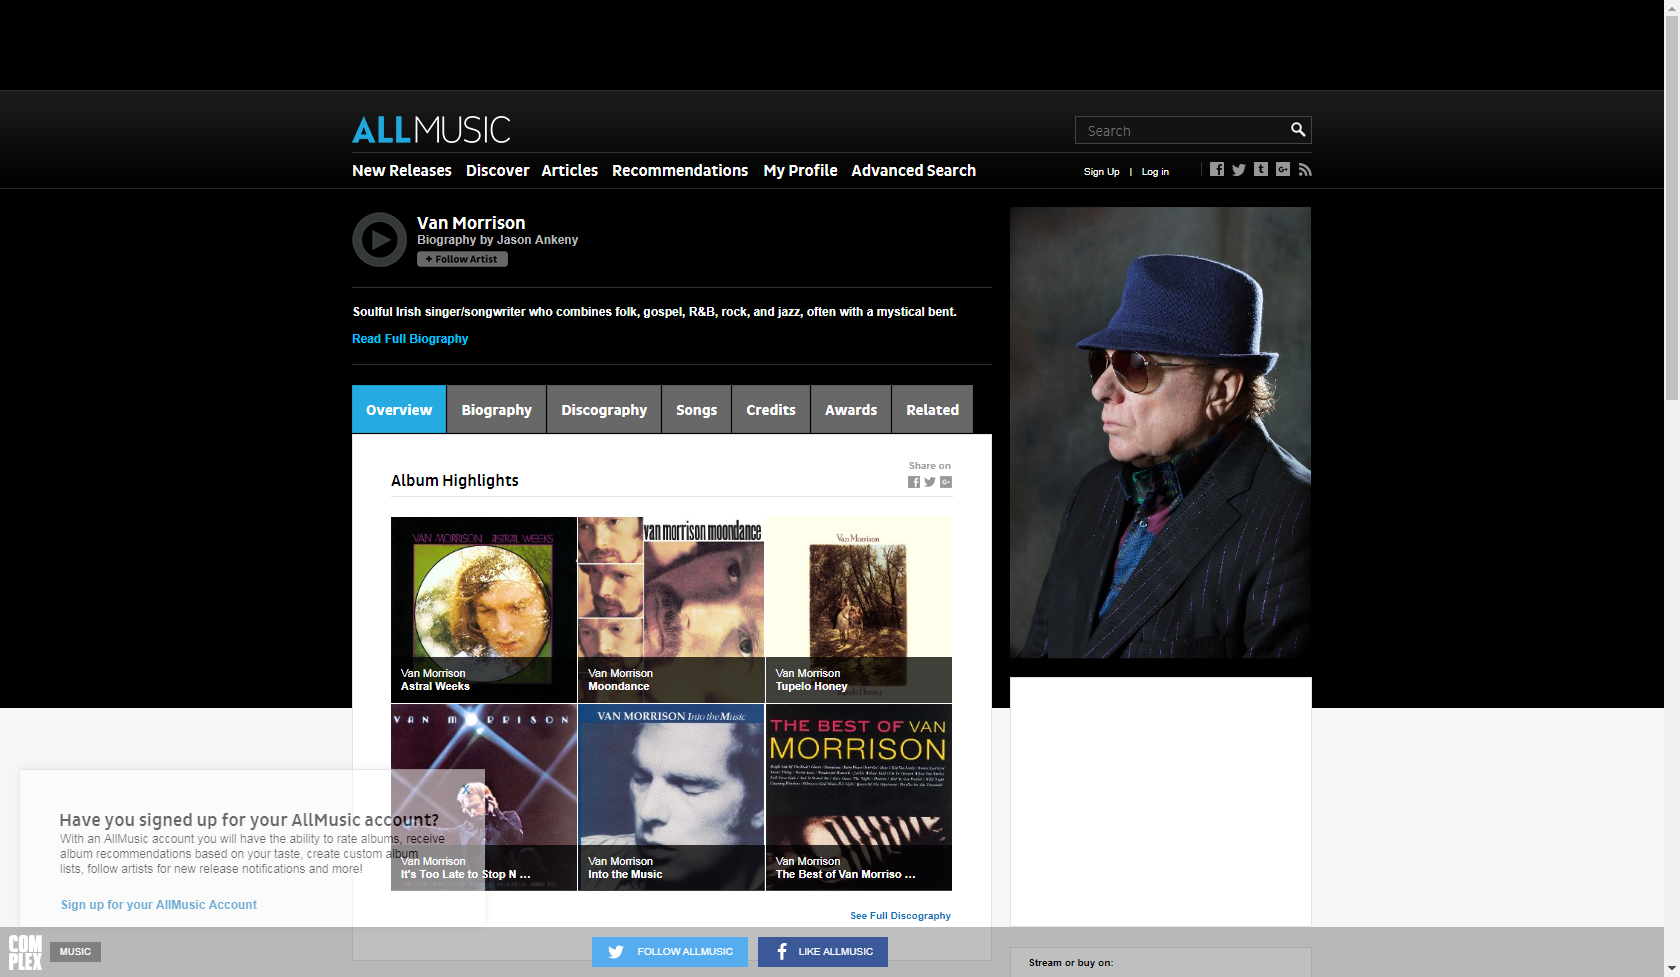 ALLMUSIC
Search
New Releases Discover Articles Recommendations My Profile Advanced Search
Sign Up | Log in
Van Morrison
Biography by Jason Ankeny
+ Follow Artist
Soulful Irish singer/songwriter who combines folk, gospel, R&B, rock, and jazz, often with a mystical bent.
Read Full Biography
Overview Biography Discography Songs Credits Awards Related
Share on
Album Highlights
VAN MORRISON ASTRAL WEEKS
van morrison moondance
Van Morrison
Van Morrison
Astral Weeks
Van Morrison
Moondance
Van Morrison
Tupelo Honey
Tupelo Honey
VAN MORRISON
VAN MORRISON Into the Music
THE BEST OF VAN
MORRISON
Van Morrison
It's Too Late to Stop N ...
Van Morrison
Into the Music
Van Morrison
The Best of Van Morriso ...
X
Have you signed up for your AllMusic account?
With an AllMusic account you will have the ability to rate albums, receive
album recommendations based on your taste, create custom album
lists, follow artists for new release notifications and more!
Sign up for your AllMusic Account
See Full Discography
COM
PLEX
MUSIC
FOLLOW ALLMUSIC
LIKE ALLMUSIC
Stream or buy on: